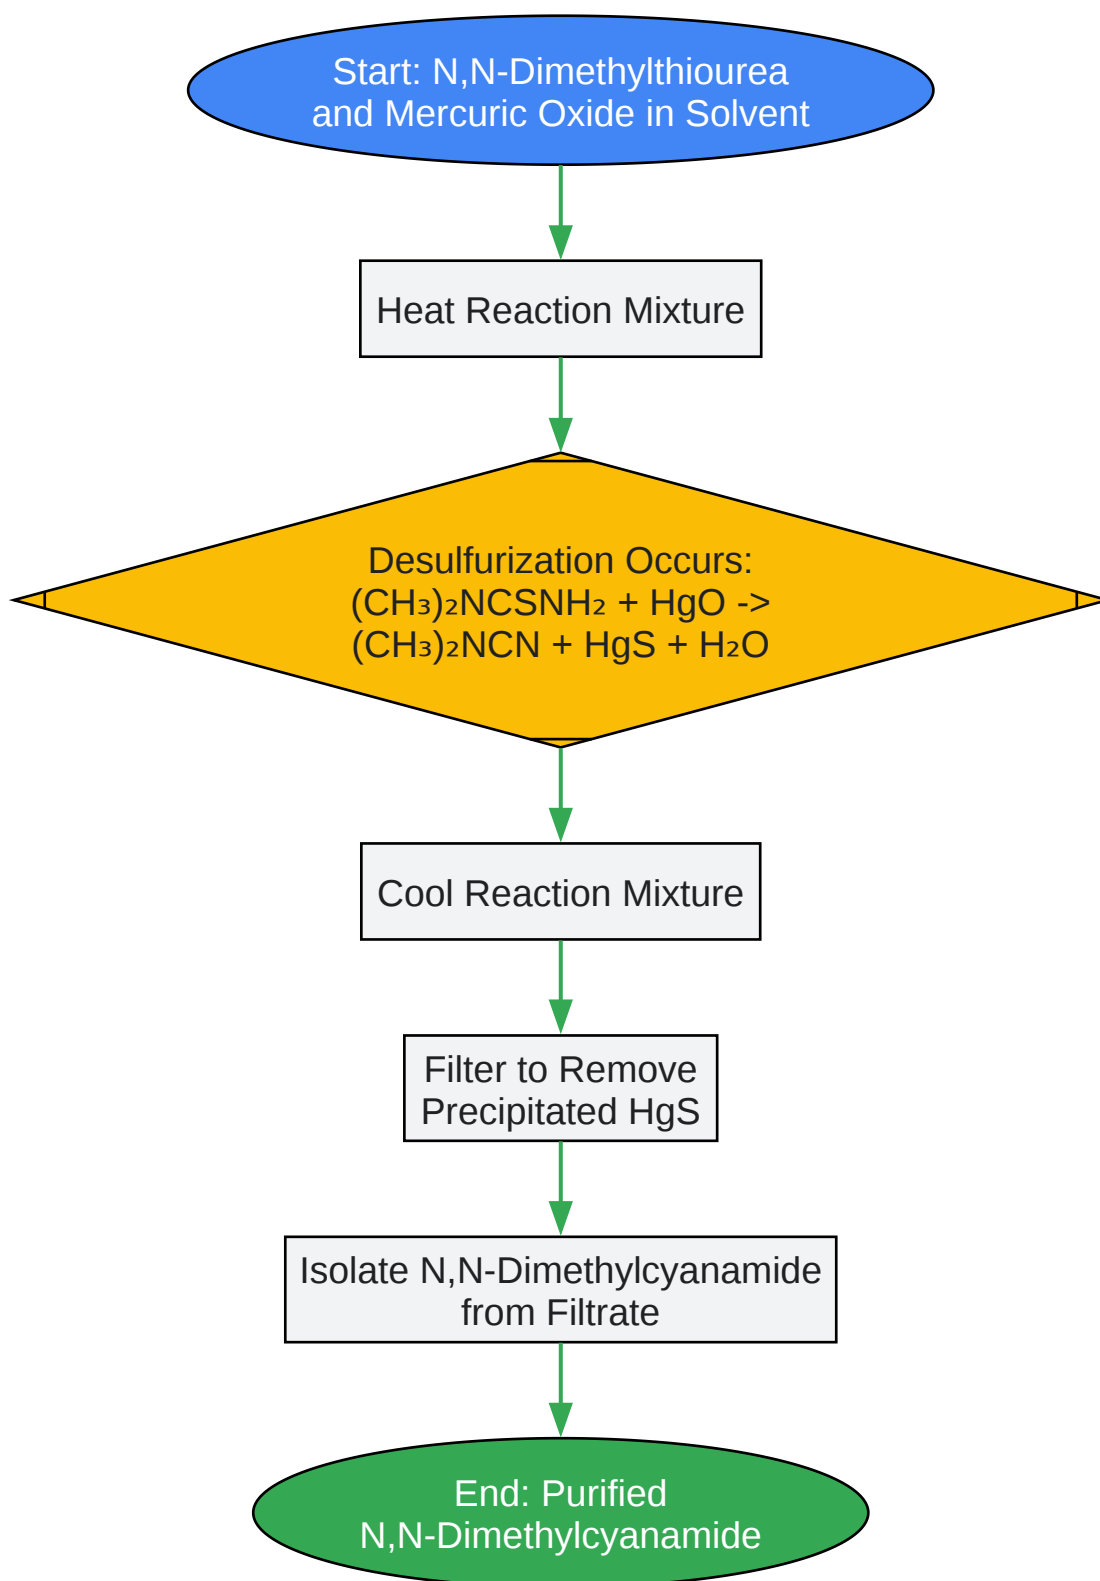 Start: N,N-Dimethylthiourea
and Mercuric Oxide in Solvent
Heat Reaction Mixture
Desulfurization Occurs:
(CH₃)₂NCSNH₂ + HgO ->
(CH₃)₂NCN + HgS + H₂O
Cool Reaction Mixture
Filter to Remove
Precipitated HgS
Isolate N,N-Dimethylcyanamide
from Filtrate
End: Purified
N,N-Dimethylcyanamide